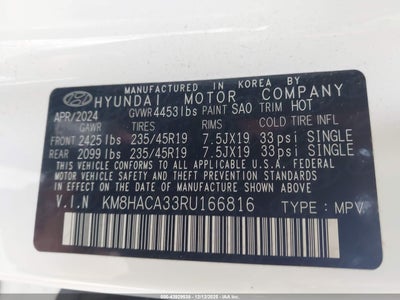 MANUFACTURED IN KOREA BY
HYUNDAI MOTOR COMPANY
APR/2024 GVWR 4453 lbs PAINT SAO TRIM HOT
GAWR TIRES RIMS COLD TIRE INFL
FRONT 2425 lbs 235/45R19 7.5JX19 33 psi SINGLE
REAR 2099 lbs 235/45R19 7.5JX19 33 psi SINGLE
THIS VEHICLE CONFORMS TO ALL APPLICABLE U.S FEDERAL
MOTOR VEHICLE SAFETY STANDARDS IN EFFECT ON THE
DATE OF MANUFACTURE SHOWN ABOVE.
V.I.N KM8HACA33RU166816 TYPE : MPV